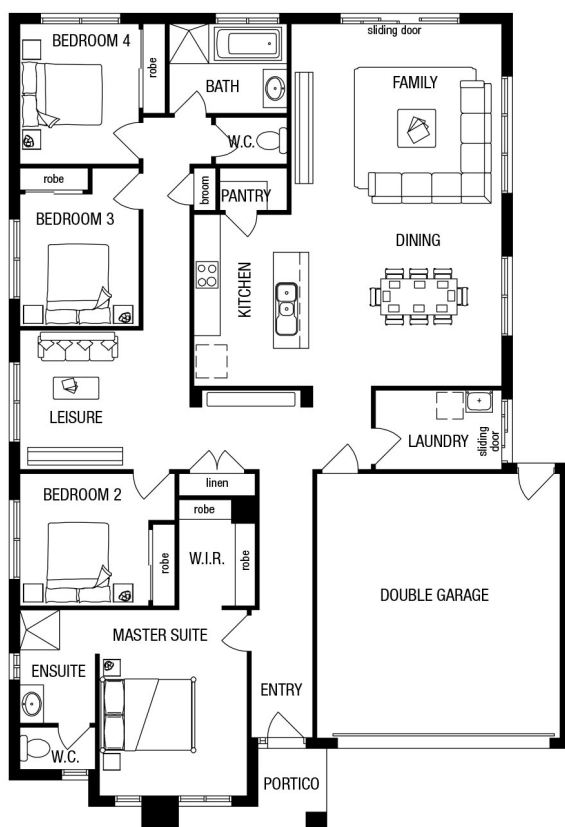 sliding door
BEDROOM 4
robe
BATH
FAMILY
W.C.
robe
broom
PANTRY
BEDROOM 3
DINING
KITCHEN
LEISURE
LAUNDRY
sliding
door
linen
BEDROOM 2
robe
robe
W.I.R.
robe
DOUBLE GARAGE
MASTER SUITE
ENSUITE
ENTRY
W.C.
PORTICO